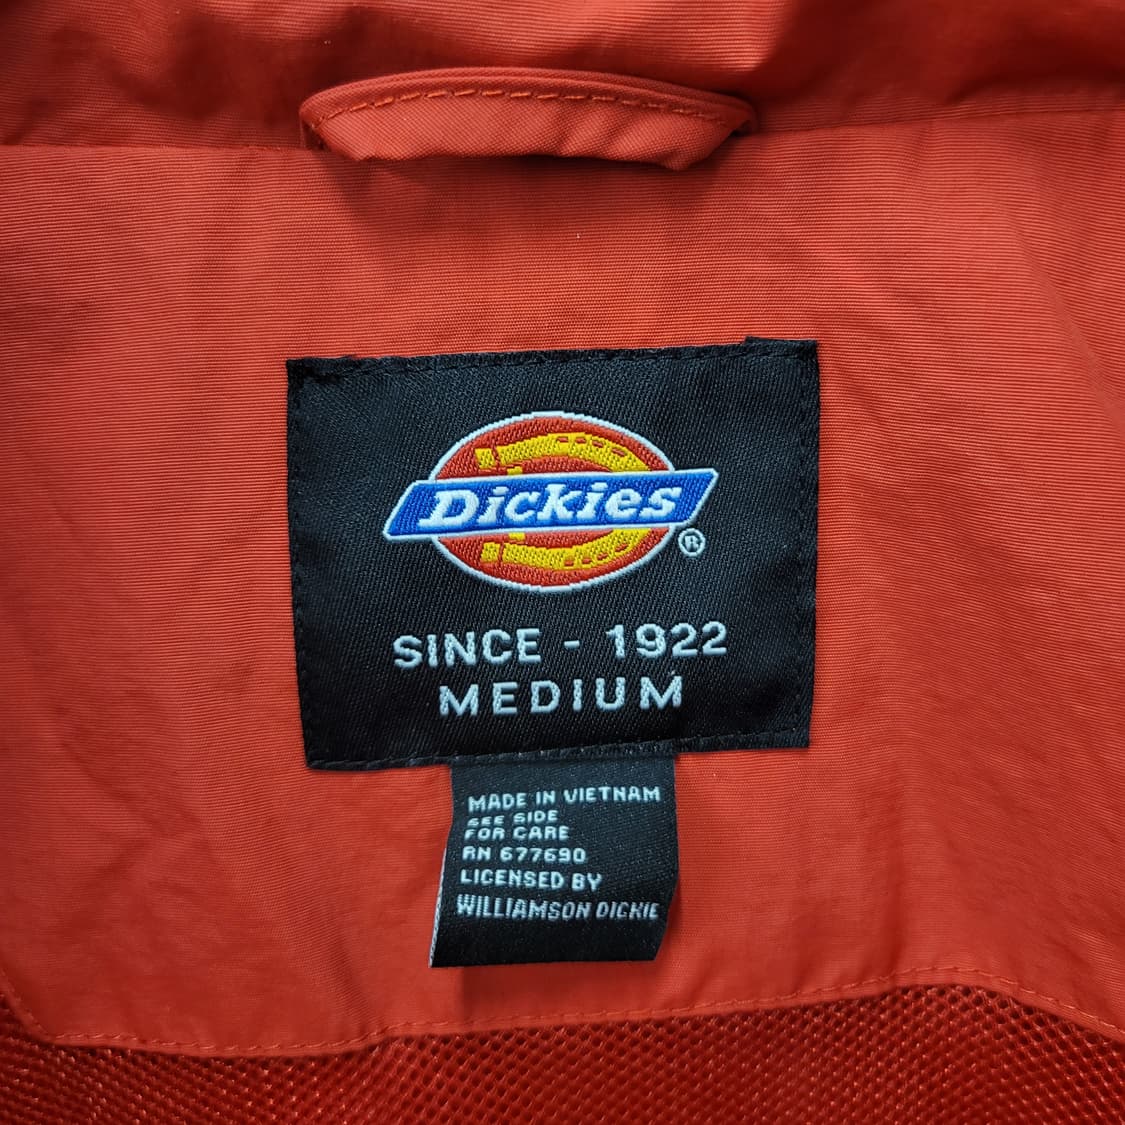 Dickies
®
SINCE - 1922
MEDIUM
MADE IN VIETNAM
SEE SIDE
FOR CARE
RN 677690
LICENSED BY
WILLIAMSON DICKIE